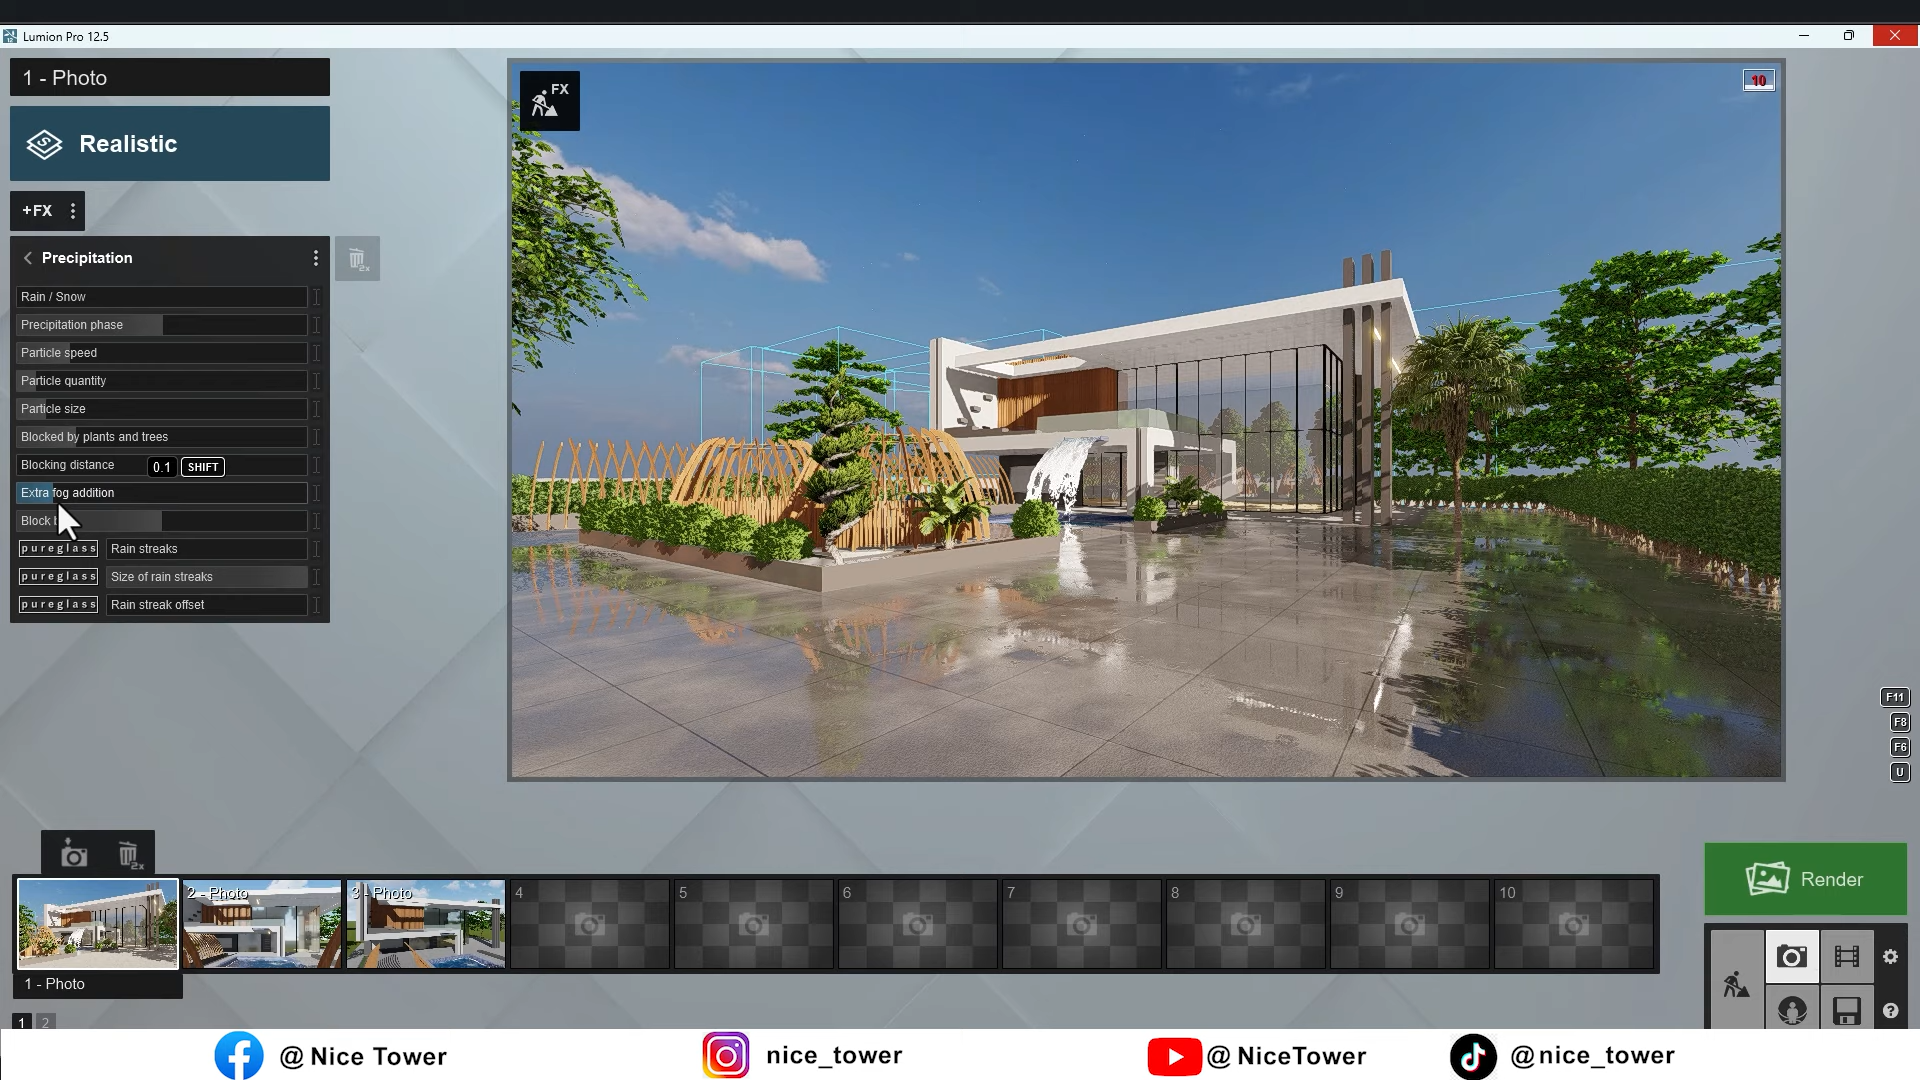 Lumion Pro 12.5
1 - Photo
Realistic
+FX
Precipitation
Rain / Snow
Precipitation phase
Particle speed
Particle quantity
Particle size
Blocked by plants and trees
Blocking distance 0.1 SHIFT
Extra fog addition
Block
pureglass Rain streaks
pureglass Size of rain streaks
pureglass Rain streak offset
FX
10
F11
F8
F6
U
2x
2x
2 - Photo
3 - Photo
4
5
6
7
8
9
10
1 - Photo
1 2
Render
?
@ Nice Tower
nice_tower
@ NiceTower
@nice_tower